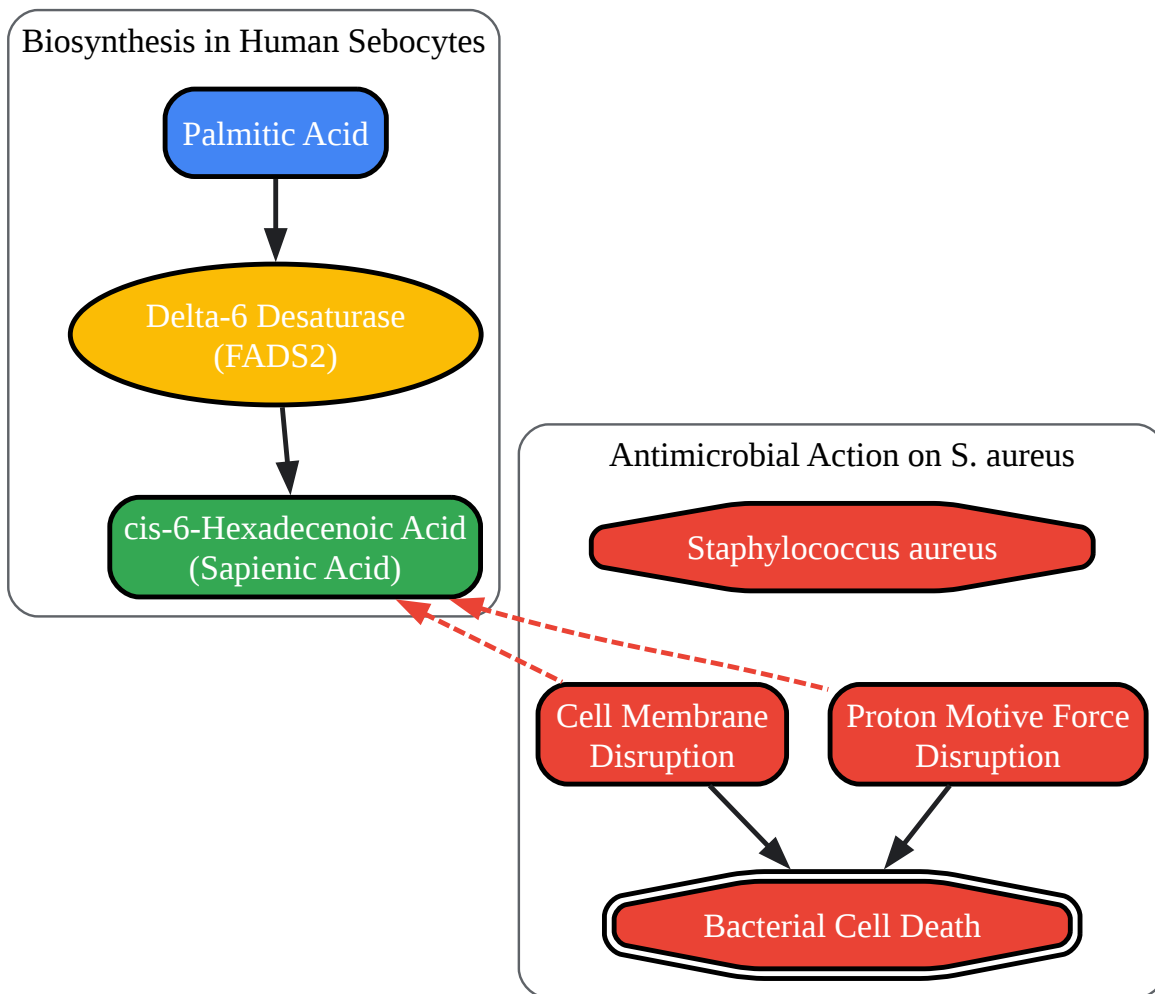 Biosynthesis in Human Sebocytes
Palmitic Acid
Delta-6 Desaturase
(FADS2)
cis-6-Hexadecenoic Acid
(Sapienic Acid)
Antimicrobial Action on S. aureus
Staphylococcus aureus
Cell Membrane
Disruption
Proton Motive Force
Disruption
Bacterial Cell Death